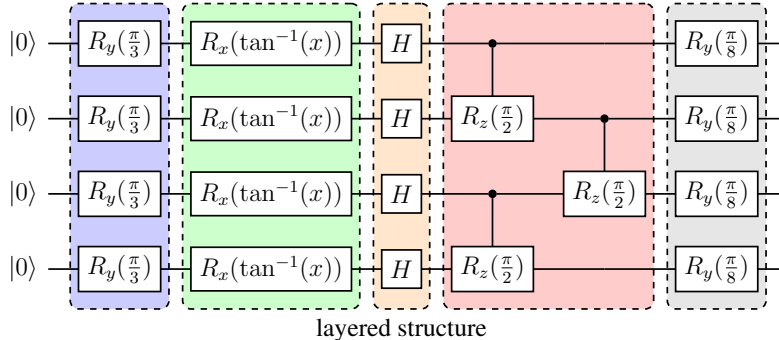 |0⟩ R_y(π/3) R_x(tan⁻¹(x)) H R_y(π/8)
|0⟩ R_y(π/3) R_x(tan⁻¹(x)) H R_z(π/2) R_y(π/8)
|0⟩ R_y(π/3) R_x(tan⁻¹(x)) H R_z(π/2) R_y(π/8)
|0⟩ R_y(π/3) R_x(tan⁻¹(x)) H R_z(π/2) R_y(π/8)
layered structure